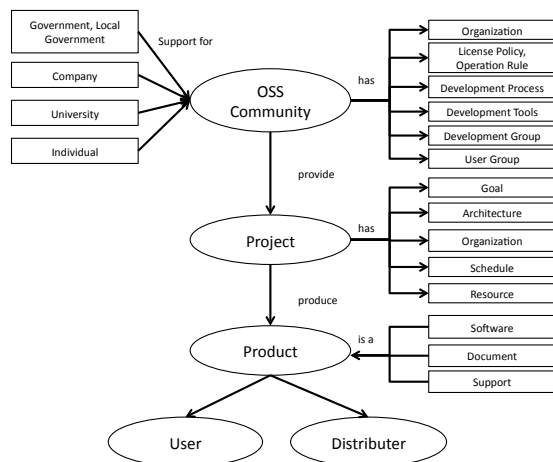 Government, Local
Government
Support for
Company
University
Individual
OSS
Community
has
Organization
License Policy,
Operation Rule
Development Process
Development Tools
Development Group
User Group
provide
Project
has
Goal
Architecture
Organization
Schedule
Resource
produce
Product
is a
Software
Document
Support
User
Distributer